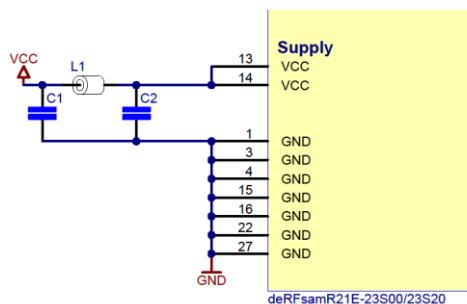 Supply
VCC
L1
13
VCC
C1
C2
14
VCC
1
GND
3
GND
4
GND
15
GND
16
GND
22
GND
27
GND
GND
deRFsamR21E-23S00/23S20